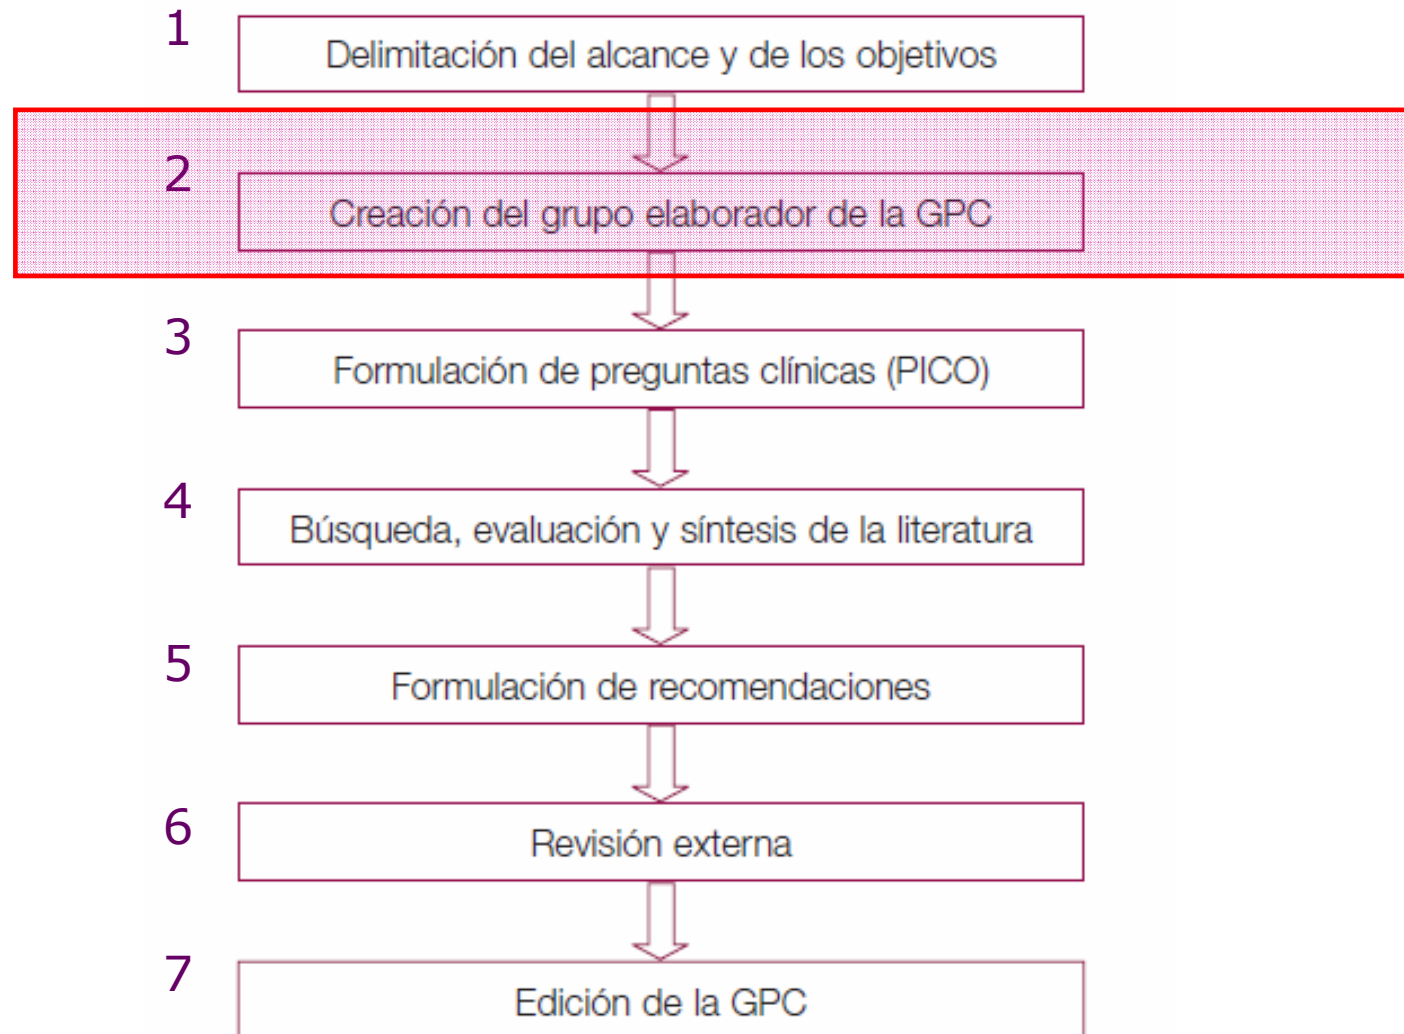 1
Delimitación del alcance y de los objetivos
2
Creación del grupo elaborador de la GPC
3
Formulación de preguntas clínicas (PICO)
4
Búsqueda, evaluación y síntesis de la literatura
5
Formulación de recomendaciones
6
Revisión externa
7
Edición de la GPC